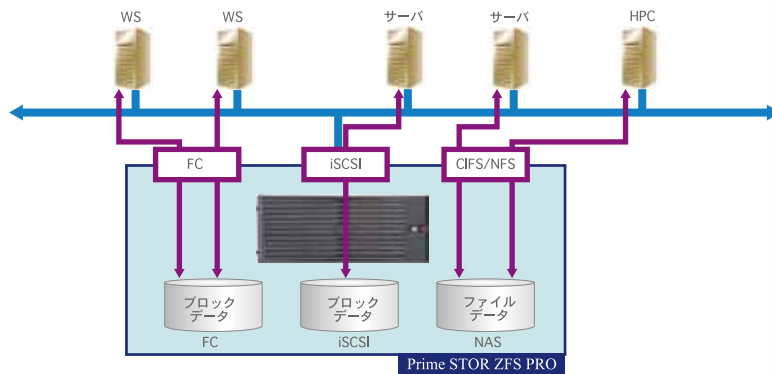 WS
WS
サーバ
サーバ
HPC
FC
iSCSI
CIFS/NFS
ブロック
データ
ブロック
データ
ファイル
データ
FC
iSCSI
NAS
Prime STOR ZFS PRO